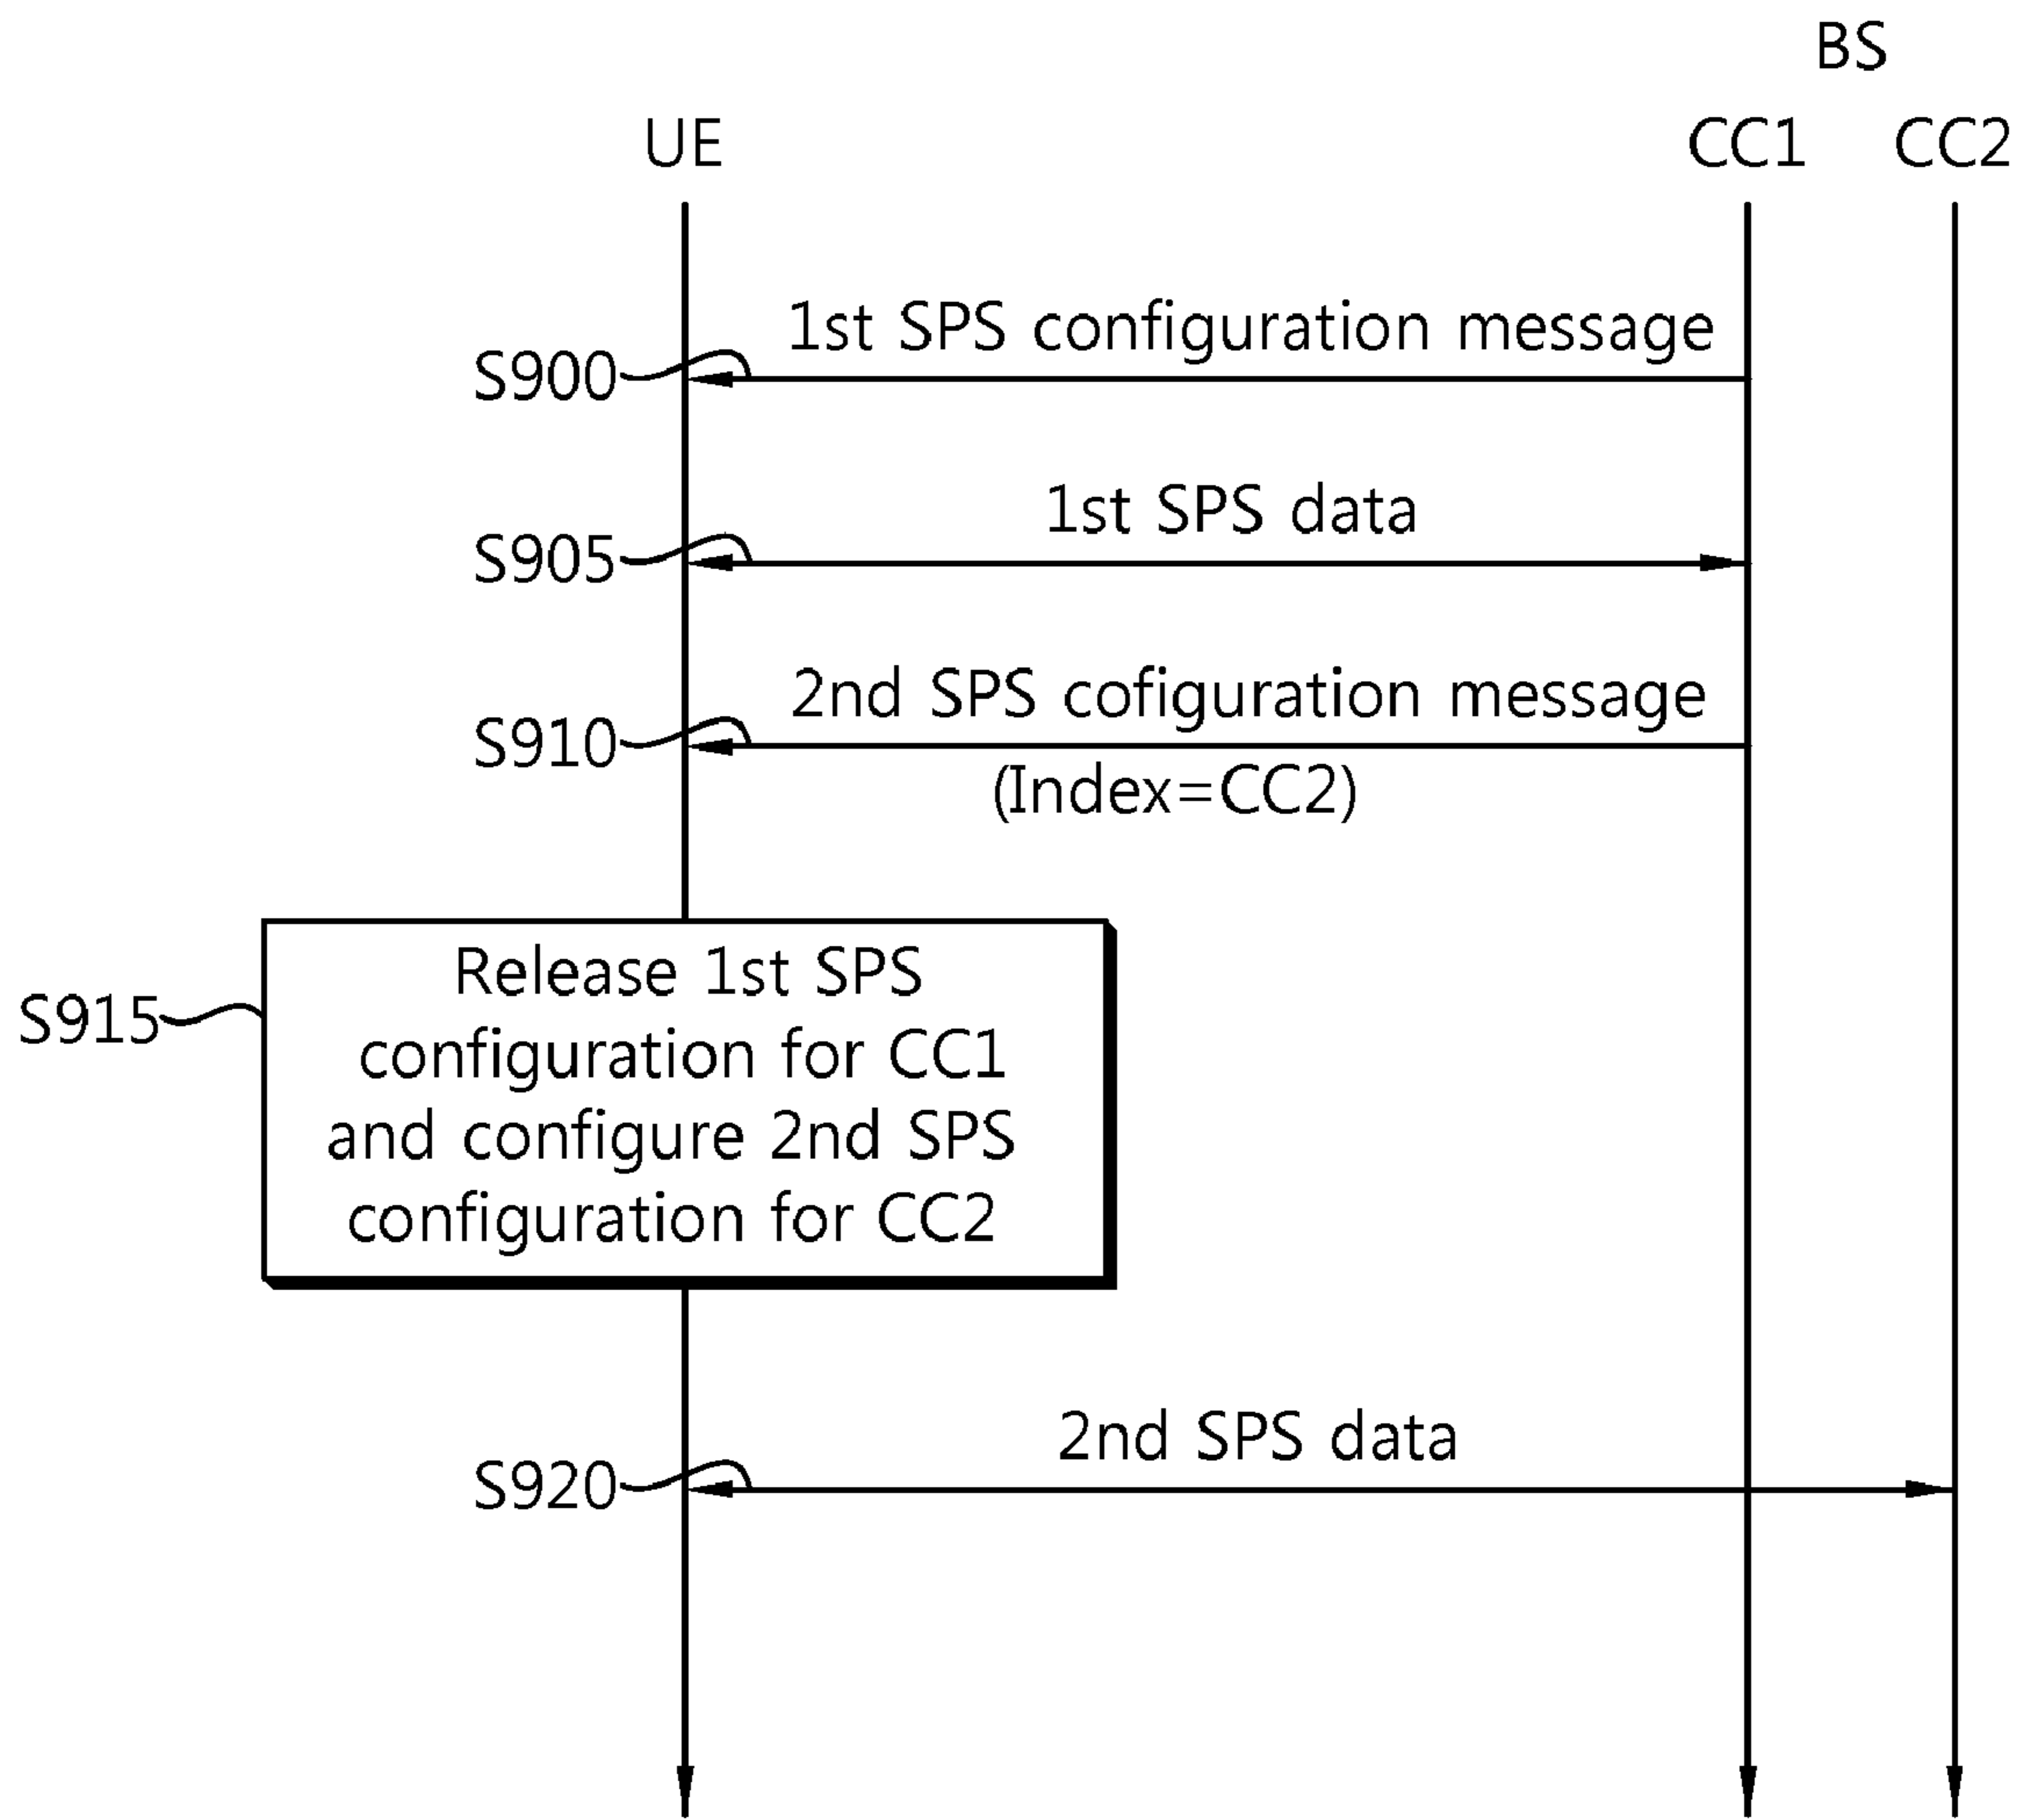 BS
UE
CC1
CC2
1st SPS configuration message
S900
1st SPS data
S905
2nd SPS cofiguration message
S910
(Index=CC2)
Release 1st SPS
configuration for CC1
and configure 2nd SPS
configuration for CC2
S915
2nd SPS data
S920